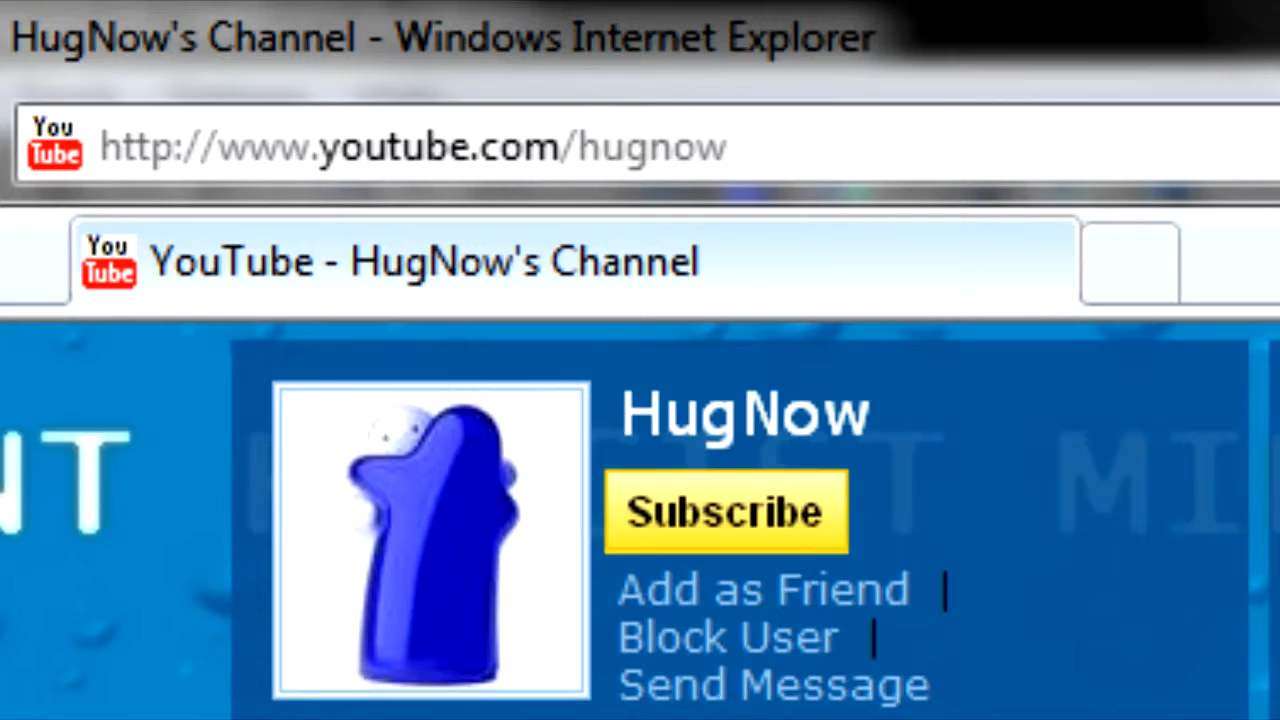 HugNow's Channel - Windows Internet Explorer
You
Tube
http://www.youtube.com/hugnow
You
Tube
YouTube - HugNow's Channel
HugNow
NT
MI
Subscribe
Add as Friend |
Block User |
Send Message